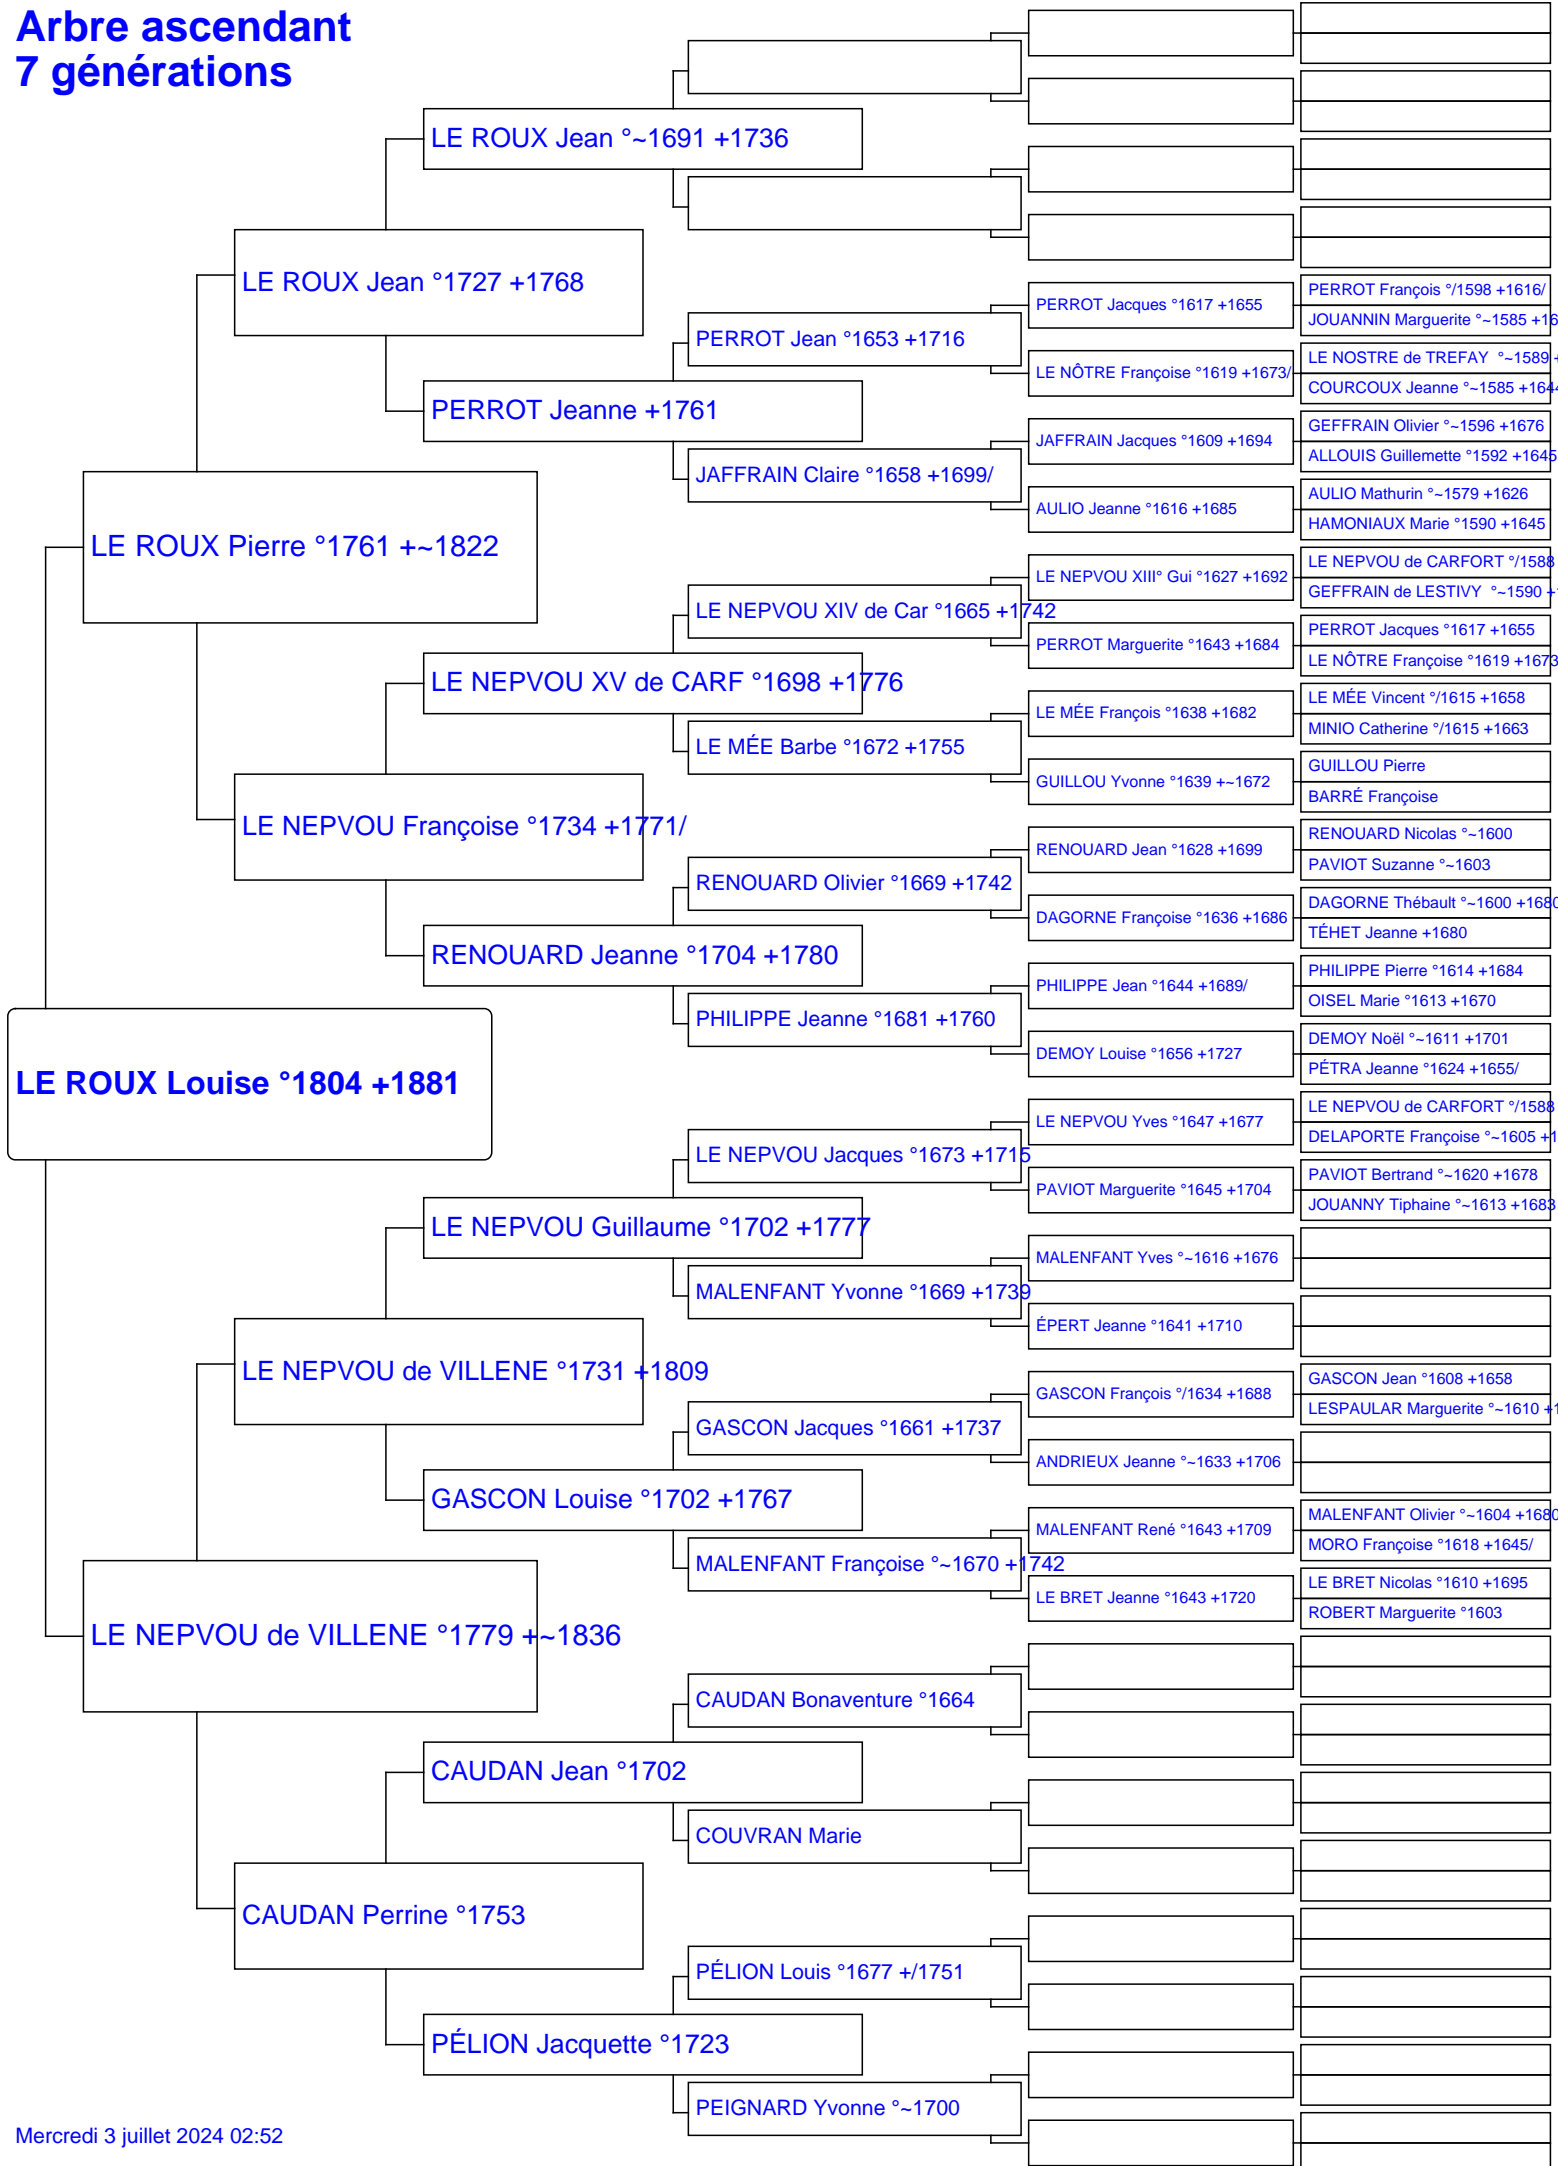 Arbre ascendant
7 générations
LE ROUX Louise °1804 +1881
LE ROUX Pierre °1761 +~1822
LE NEPVOU de VILLENE °1779 +~1836
LE ROUX Jean °1727 +1768
LE NEPVOU Françoise °1734 +1771/
LE NEPVOU de VILLENE °1731 +1809
CAUDAN Perrine °1753
LE ROUX Jean °~1691 +1736
PERROT Jeanne +1761
LE NEPVOU XV de CARF °1698 +1776
RENOUARD Jeanne °1704 +1780
LE NEPVOU Guillaume °1702 +1777
GASCON Louise °1702 +1767
CAUDAN Jean °1702
PÉLION Jacquette °1723
PERROT Jean °1653 +1716
JAFFRAIN Claire °1658 +1699/
LE NEPVOU XIV de Car °1665 +1742
LE MÉE Barbe °1672 +1755
RENOUARD Olivier °1669 +1742
PHILIPPE Jeanne °1681 +1760
LE NEPVOU Jacques °1673 +1715
MALENFANT Yvonne °1669 +1739
GASCON Jacques °1661 +1737
MALENFANT Françoise °~1670 +1742
CAUDAN Bonaventure °1664
COUVRAN Marie
PÉLION Louis °1677 +/1751
PEIGNARD Yvonne °~1700
PERROT Jacques °1617 +1655
LE NÔTRE Françoise °1619 +1673/
JAFFRAIN Jacques °1609 +1694
AULIO Jeanne °1616 +1685
LE NEPVOU XIII° Gui °1627 +1692
PERROT Marguerite °1643 +1684
LE MÉE François °1638 +1682
GUILLOU Yvonne °1639 +~1672
RENOUARD Jean °1628 +1699
DAGORNE Françoise °1636 +1686
PHILIPPE Jean °1644 +1689/
DEMOY Louise °1656 +1727
LE NEPVOU Yves °1647 +1677
PAVIOT Marguerite °1645 +1704
MALENFANT Yves °~1616 +1676
ÉPERT Jeanne °1641 +1710
GASCON François °/1634 +1688
ANDRIEUX Jeanne °~1633 +1706
MALENFANT René °1643 +1709
LE BRET Jeanne °1643 +1720
PERROT François °/1598 +1616/
JOUANNIN Marguerite °~1585 +16
LE NOSTRE de TREFAY °~1589 +
COURCOUX Jeanne °~1585 +1644
GEFFRAIN Olivier °~1596 +1676
ALLOUIS Guillemette °1592 +1645
AULIO Mathurin °~1579 +1626
HAMONIAUX Marie °1590 +1645
LE NEPVOU de CARFORT °/1588
GEFFRAIN de LESTIVY °~1590 +
PERROT Jacques °1617 +1655
LE NÔTRE Françoise °1619 +1673
LE MÉE Vincent °/1615 +1658
MINIO Catherine °/1615 +1663
GUILLOU Pierre
BARRÉ Françoise
RENOUARD Nicolas °~1600
PAVIOT Suzanne °~1603
DAGORNE Thébault °~1600 +1680
TÉHET Jeanne +1680
PHILIPPE Pierre °1614 +1684
OISEL Marie °1613 +1670
DEMOY Noël °~1611 +1701
PÉTRA Jeanne °1624 +1655/
LE NEPVOU de CARFORT °/1588
DELAPORTE Françoise °~1605 +1
PAVIOT Bertrand °~1620 +1678
JOUANNY Tiphaine °~1613 +1683
GASCON Jean °1608 +1658
LESPAULAR Marguerite °~1610 +1
MALENFANT Olivier °~1604 +1680
MORO Françoise °1618 +1645/
LE BRET Nicolas °1610 +1695
ROBERT Marguerite °1603
Mercredi 3 juillet 2024 02:52